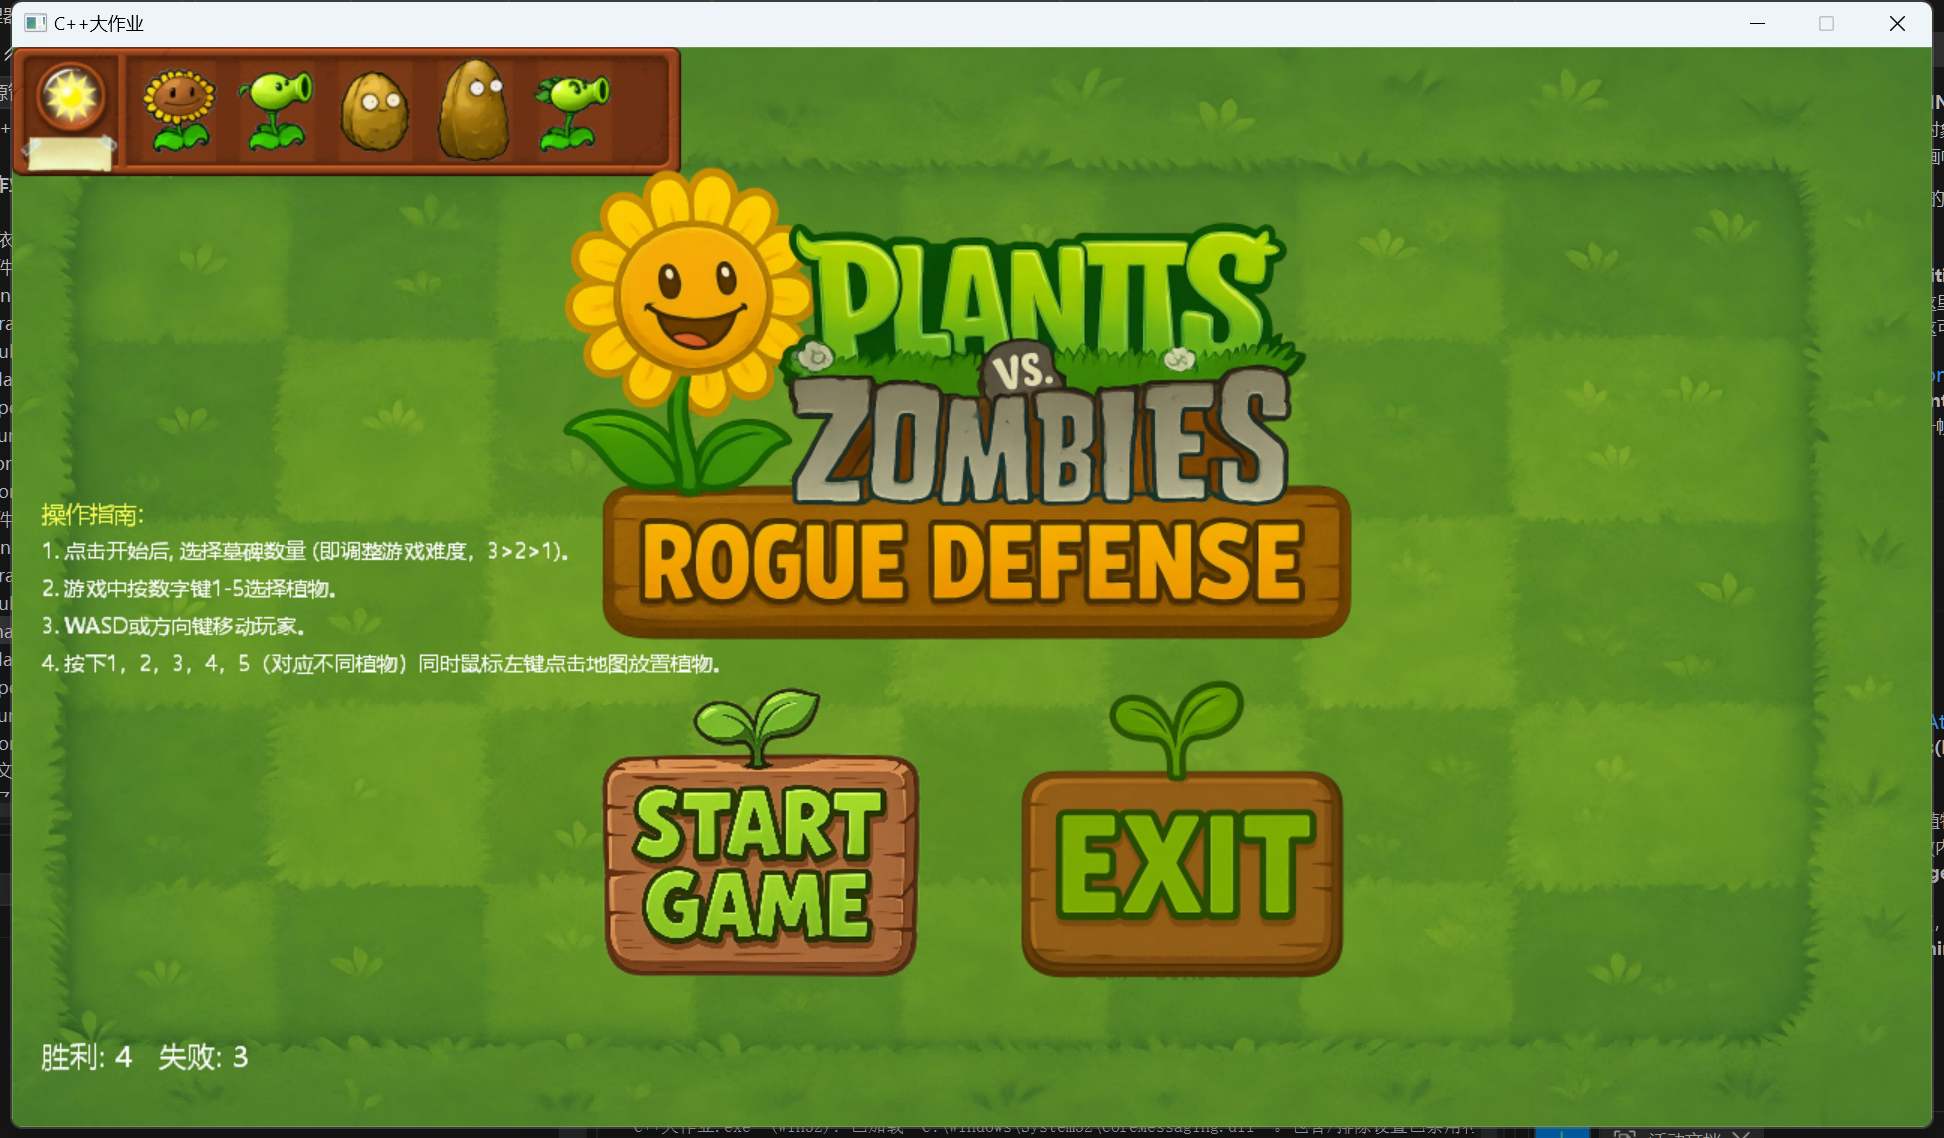 C++大作业
PLANTTS
VS.
ZOMBIES
ROGUE DEFENSE
操作指南:
1. 点击开始后, 选择墓碑数量 (即调整游戏难度，3>2>1)。
2. 游戏中按数字键1-5选择植物。
3. WASD或方向键移动玩家。
4. 按下1，2，3，4，5（对应不同植物）同时鼠标左键点击地图放置植物。
START
GAME
EXIT
胜利: 4 失败: 3